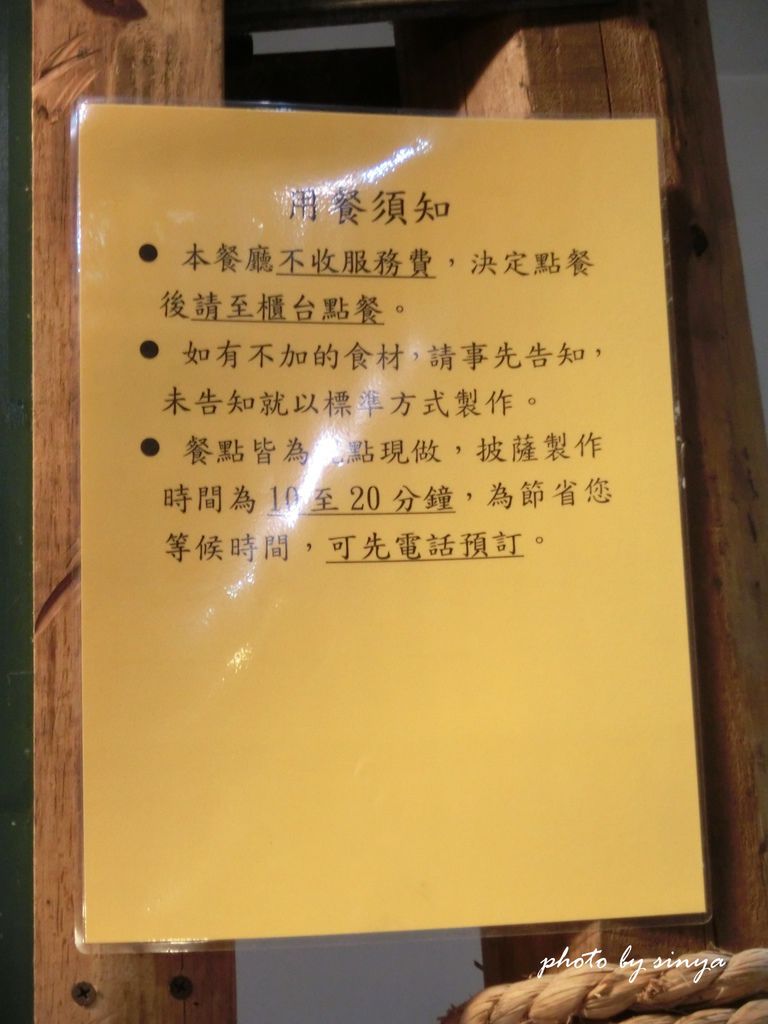 用餐須知
● 本餐廳不收服務費，決定點餐
後請至櫃台點餐。
● 如有不加的食材，請事先告知，
未告知就以標準方式製作。
● 餐點皆為現點現做，披薩製作
時間為 10 至 20 分鐘，為節省您
等候時間，可先電話預訂。
photo by sinya